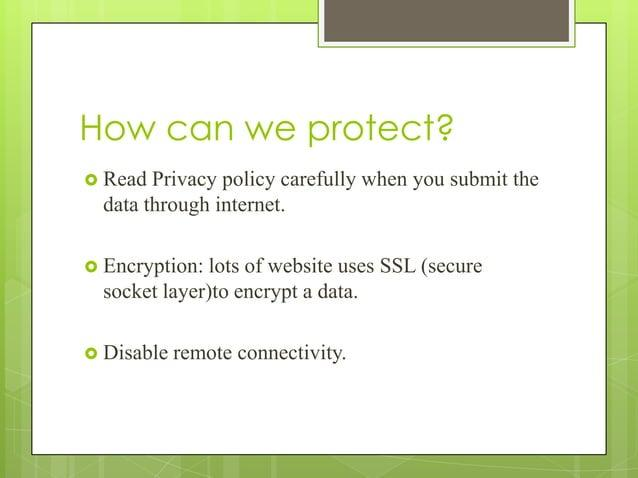 How can we protect?
Read Privacy policy carefully when you submit the
data through internet.
Encryption: lots of website uses SSL (secure
socket layer)to encrypt a data.
Disable remote connectivity.